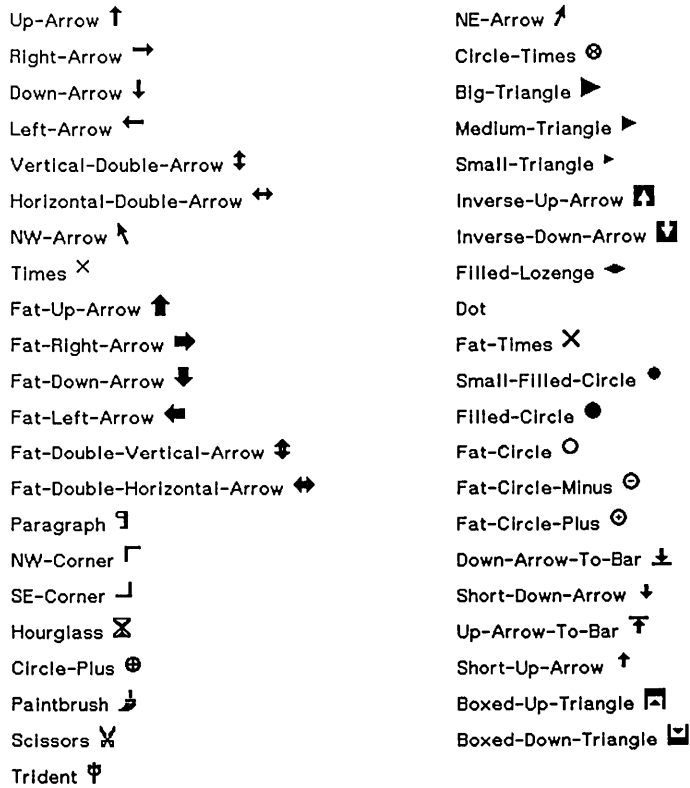 Up-Arrow ↑
Right-Arrow →
Down-Arrow ↓
Left-Arrow ←
Vertical-Double-Arrow ↕
Horizontal-Double-Arrow ↔
NW-Arrow
Times ×
Fat-Up-Arrow
Fat-Right-Arrow
Fat-Down-Arrow
Fat-Left-Arrow
Fat-Double-Vertical-Arrow
Fat-Double-Horizontal-Arrow
Paragraph
NW-Corner
SE-Corner
Hourglass
Circle-Plus
Paintbrush
Scissors
Trident
NE-Arrow
Circle-Times
Big-Triangle
Medium-Triangle
Small-Triangle
Inverse-Up-Arrow
Inverse-Down-Arrow
Filled-Lozenge
Dot
Fat-Times
Small-Filled-Circle
Filled-Circle
Fat-Circle
Fat-Circle-Minus
Fat-Circle-Plus
Down-Arrow-To-Bar
Short-Down-Arrow
Up-Arrow-To-Bar
Short-Up-Arrow
Boxed-Up-Triangle
Boxed-Down-Triangle